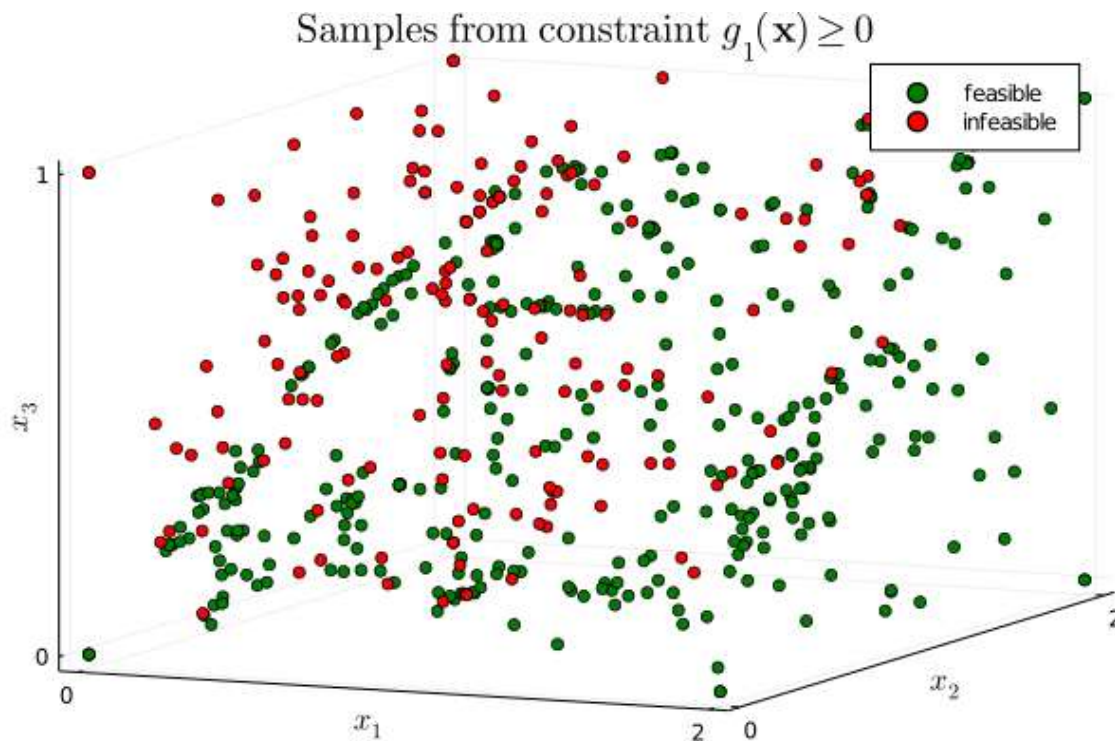 Samples from constraint g₁(𝐱) ≥ 0
feasible
infeasible
1
x₃
0
0
x₁
2
0
x₂
2